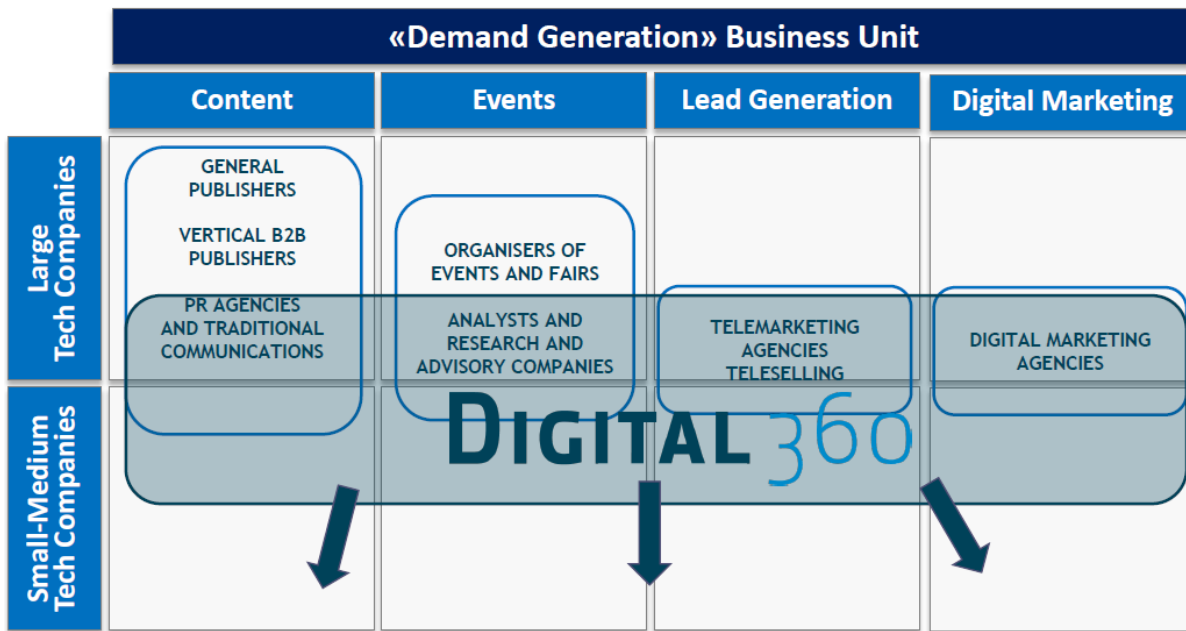 «Demand Generation» Business Unit
Content
Events
Lead Generation
Digital Marketing
Large
Tech Companies
GENERAL
PUBLISHERS
VERTICAL B2B
PUBLISHERS
PR AGENCIES
AND TRADITIONAL
COMMUNICATIONS
ORGANISERS OF
EVENTS AND FAIRS
ANALYSTS AND
RESEARCH AND
ADVISORY COMPANIES
TELEMARKETING
AGENCIES
TELESELLING
DIGITAL MARKETING
AGENCIES
DIGITAL 360
Small-Medium
Tech Companies